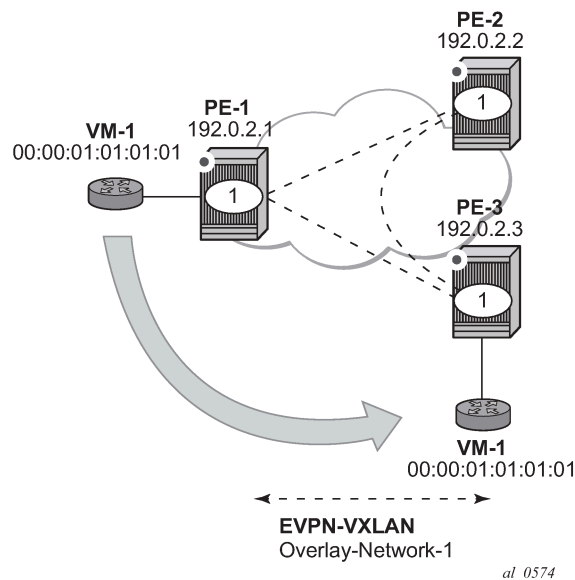 PE-2
192.0.2.2
1
PE-1
192.0.2.1
VM-1
00:00:01:01:01:01
1
PE-3
192.0.2.3
1
VM-1
00:00:01:01:01:01
EVPN-VXLAN
Overlay-Network-1
al_0574